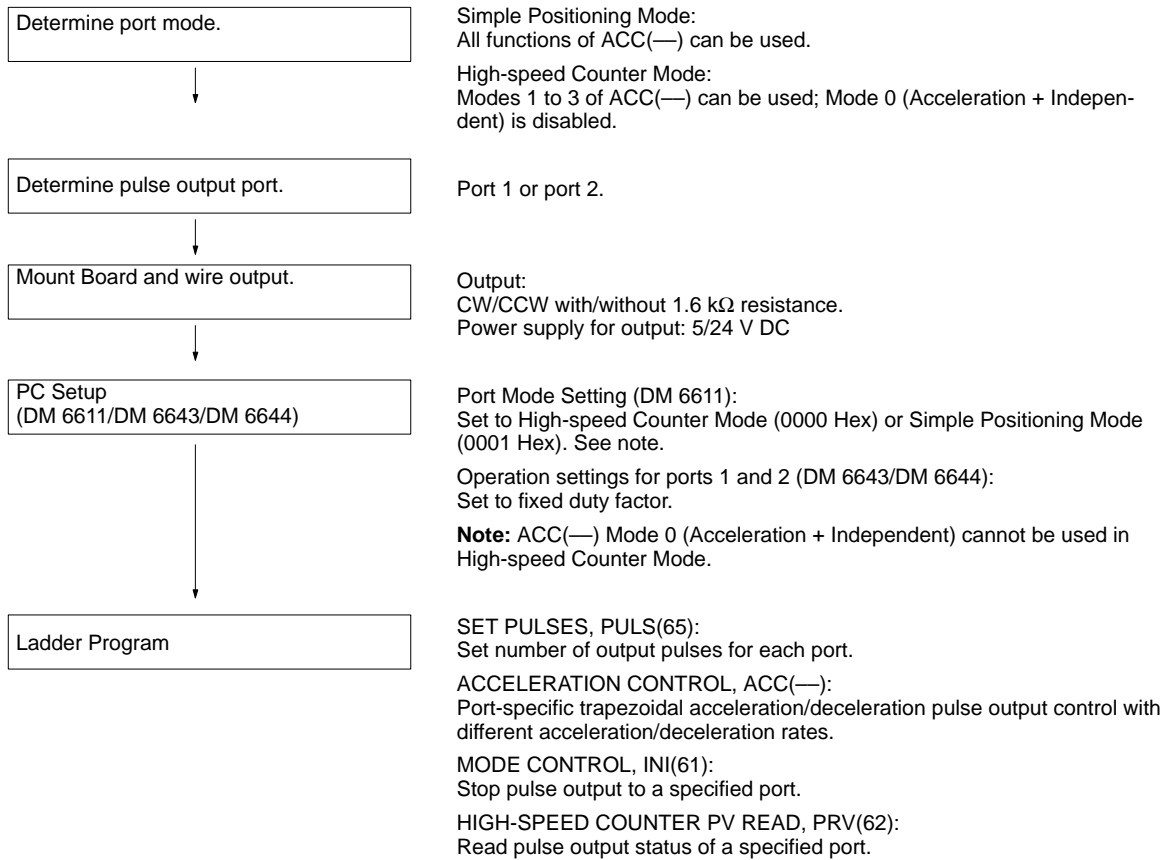 Determine port mode.
Simple Positioning Mode:
All functions of ACC(––) can be used.
High-speed Counter Mode:
Modes 1 to 3 of ACC(––) can be used; Mode 0 (Acceleration + Indepen-
dent) is disabled.
Determine pulse output port.
Port 1 or port 2.
Mount Board and wire output.
Output:
CW/CCW with/without 1.6 kΩ resistance.
Power supply for output: 5/24 V DC
PC Setup
(DM 6611/DM 6643/DM 6644)
Port Mode Setting (DM 6611):
Set to High-speed Counter Mode (0000 Hex) or Simple Positioning Mode
(0001 Hex). See note.
Operation settings for ports 1 and 2 (DM 6643/DM 6644):
Set to fixed duty factor.
Note: ACC(––) Mode 0 (Acceleration + Independent) cannot be used in
High-speed Counter Mode.
Ladder Program
SET PULSES, PULS(65):
Set number of output pulses for each port.
ACCELERATION CONTROL, ACC(––):
Port-specific trapezoidal acceleration/deceleration pulse output control with
different acceleration/deceleration rates.
MODE CONTROL, INI(61):
Stop pulse output to a specified port.
HIGH-SPEED COUNTER PV READ, PRV(62):
Read pulse output status of a specified port.